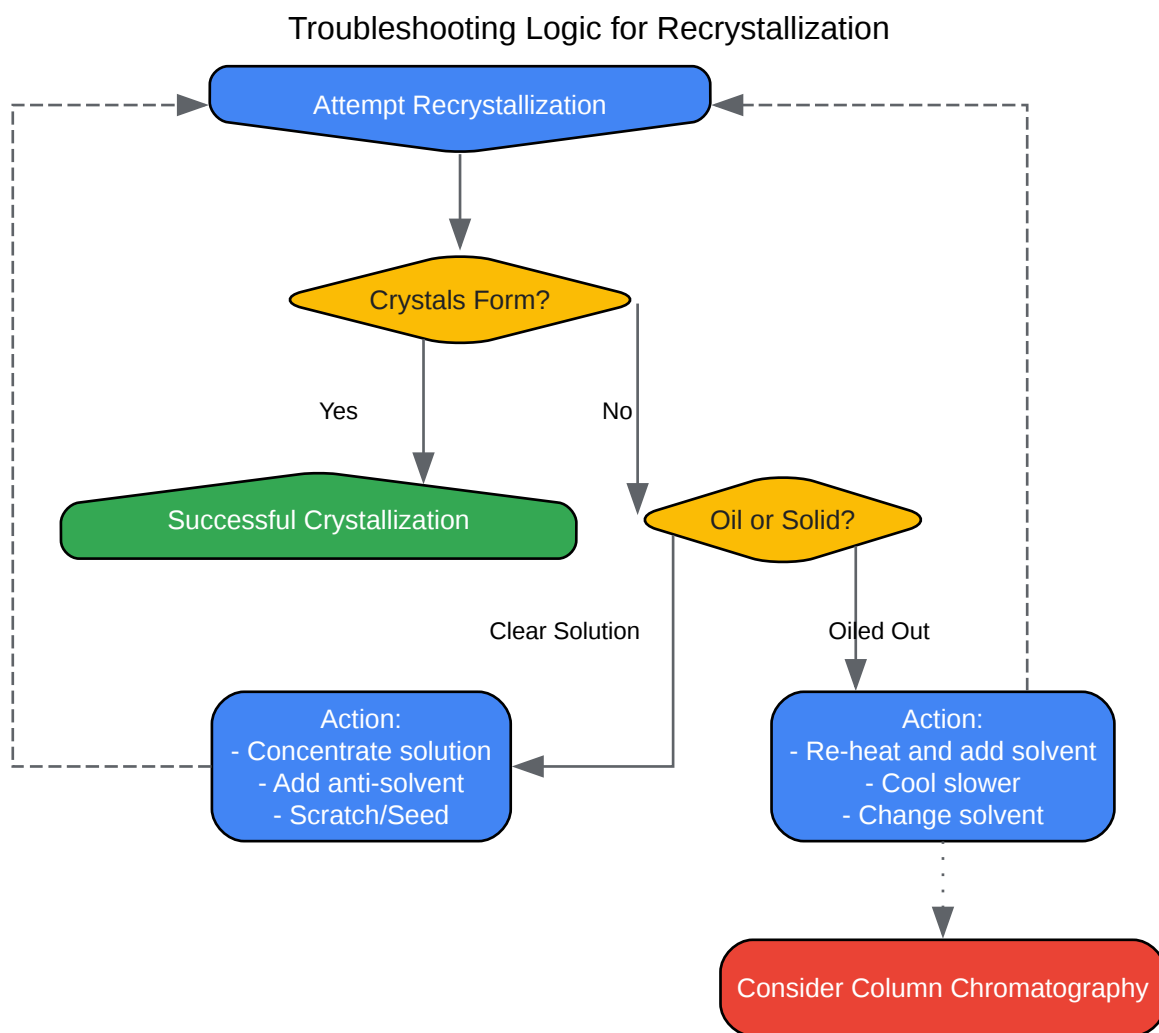 Troubleshooting Logic for Recrystallization
Attempt Recrystallization
Crystals Form?
Yes
No
Successful Crystallization
Oil or Solid?
Clear Solution
Oiled Out
Action:
- Concentrate solution
- Add anti-solvent
- Scratch/Seed
Action:
- Re-heat and add solvent
- Cool slower
- Change solvent
Consider Column Chromatography